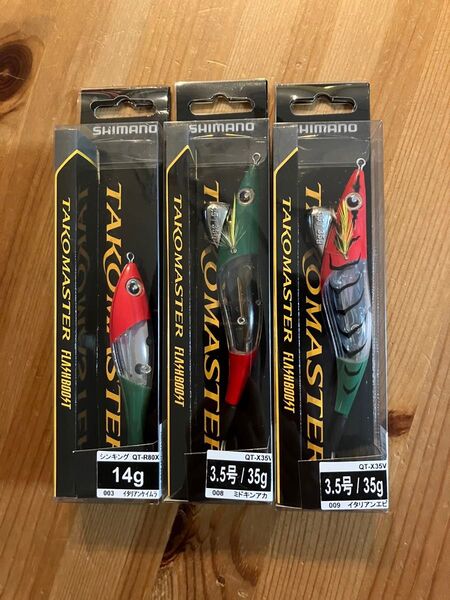 SHIMANO
TAKOMASTER
FLASHBOOST
TAKOMASTER
シンキング QT-R80X
14g
003 イタリアンケイムラ
SHIMANO
TAKOMASTER
FLASHBOOST
TAKOMASTER
QT-X35V
3.5号/35g
008 ミドキンアカ
SHIMANO
TAKOMASTER
FLASHBOOST
TAKOMASTER
QT-X35V
3.5号/35g
009 イタリアンエビ